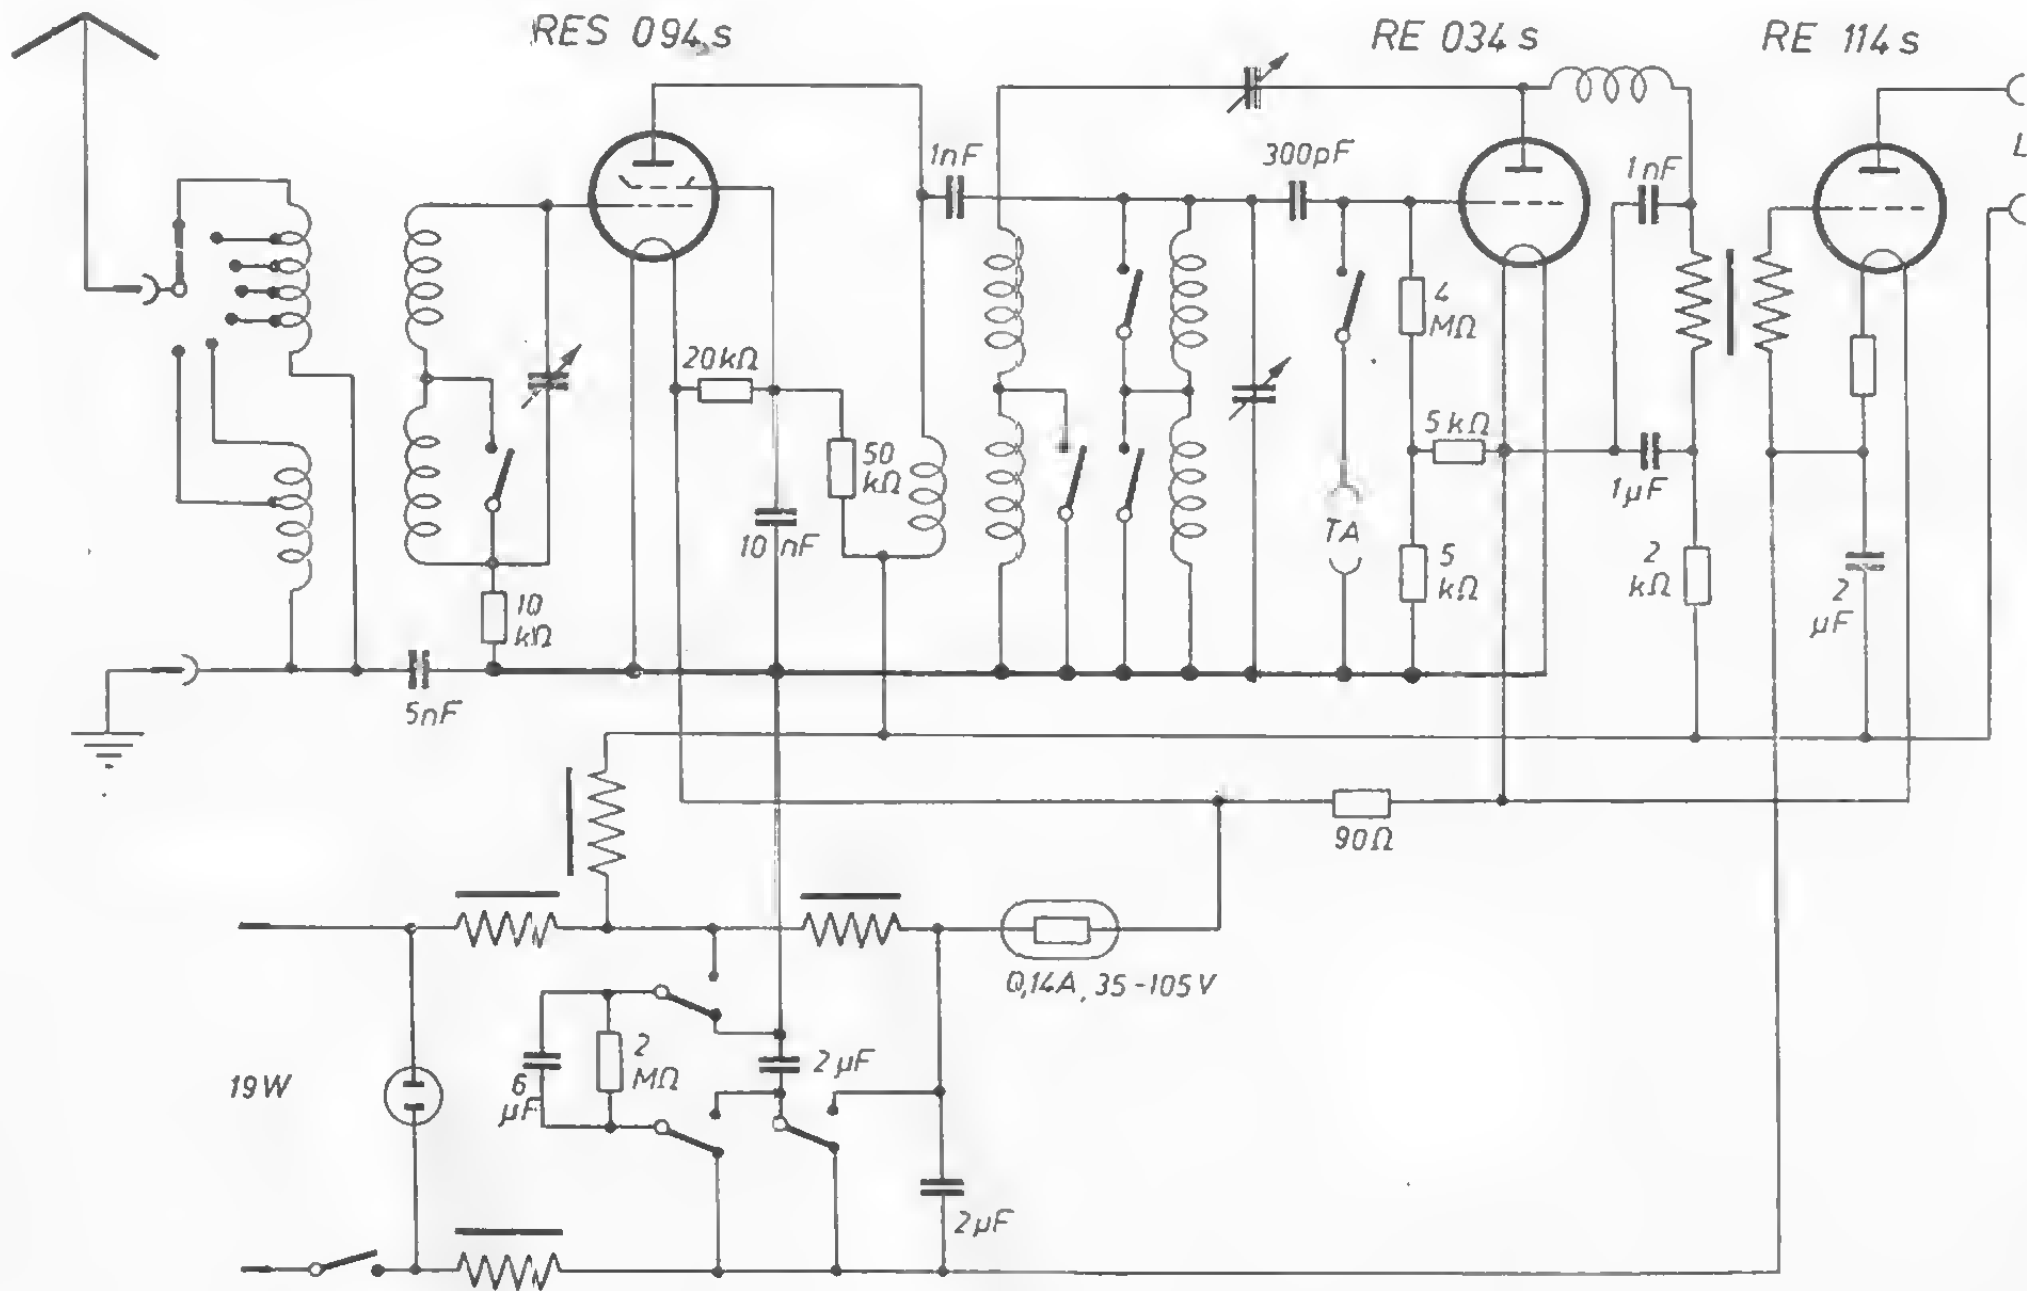 RES 094s
RE 034s
RE 114s
1nF
300pF
1nF
L
20kΩ
4
MΩ
50
kΩ
5kΩ
1µF
10 nF
TA
5
kΩ
2
kΩ
2
µF
10
kΩ
5nF
90Ω
0,14A, 35-105V
19W
6
µF
2
MΩ
2µF
2µF